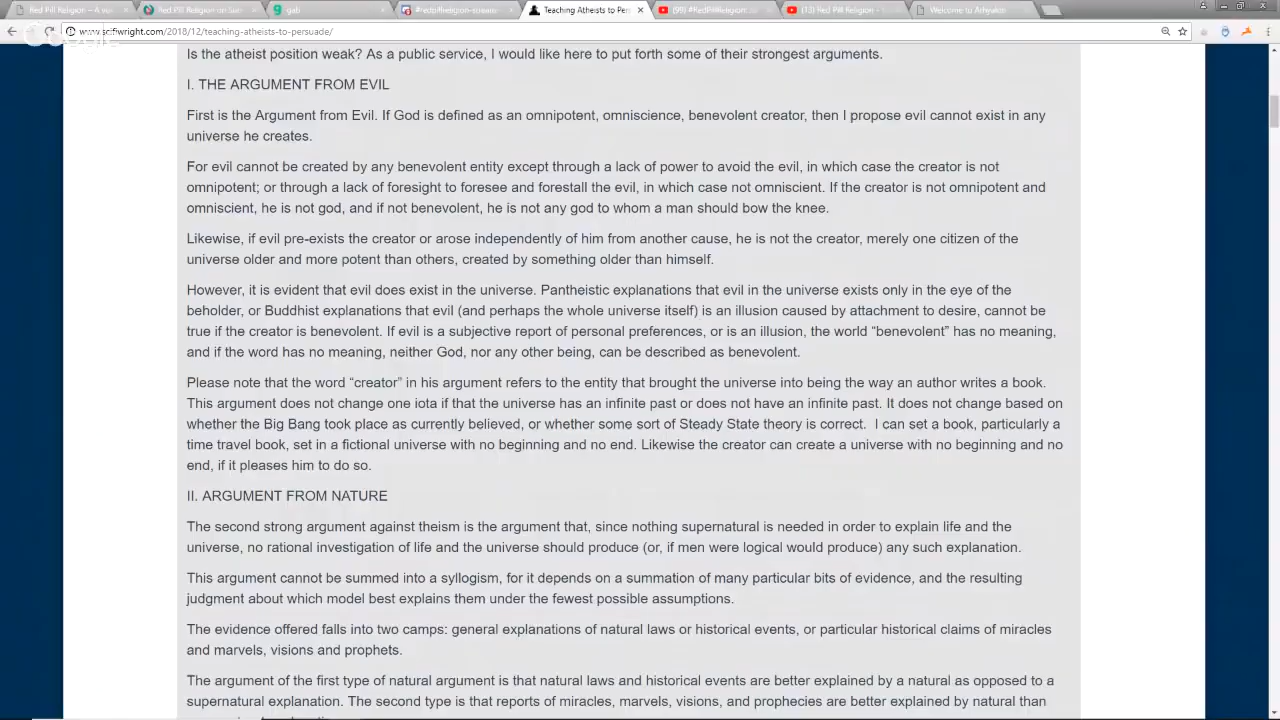 Red Pill Religion – A v
Red Pill Religion on Su
gab
#redpillreligion-strea
Teaching Atheists to Per
(99) #RedPillReligion
(13) Red Pill Religion
Welcome to Arhyalon
www.scifiwright.com/2018/12/teaching-atheists-to-persuade/
Is the atheist position weak? As a public service, I would like here to put forth some of their strongest arguments.
I. THE ARGUMENT FROM EVIL
First is the Argument from Evil. If God is defined as an omnipotent, omniscience, benevolent creator, then I propose evil cannot exist in any
universe he creates.
For evil cannot be created by any benevolent entity except through a lack of power to avoid the evil, in which case the creator is not
omnipotent; or through a lack of foresight to foresee and forestall the evil, in which case not omniscient. If the creator is not omnipotent and
omniscient, he is not god, and if not benevolent, he is not any god to whom a man should bow the knee.
Likewise, if evil pre-exists the creator or arose independently of him from another cause, he is not the creator, merely one citizen of the
universe older and more potent than others, created by something older than himself.
However, it is evident that evil does exist in the universe. Pantheistic explanations that evil in the universe exists only in the eye of the
beholder, or Buddhist explanations that evil (and perhaps the whole universe itself) is an illusion caused by attachment to desire, cannot be
true if the creator is benevolent. If evil is a subjective report of personal preferences, or is an illusion, the world “benevolent” has no meaning,
and if the word has no meaning, neither God, nor any other being, can be described as benevolent.
Please note that the word “creator” in his argument refers to the entity that brought the universe into being the way an author writes a book.
This argument does not change one iota if that the universe has an infinite past or does not have an infinite past. It does not change based on
whether the Big Bang took place as currently believed, or whether some sort of Steady State theory is correct. I can set a book, particularly a
time travel book, set in a fictional universe with no beginning and no end. Likewise the creator can create a universe with no beginning and no
end, if it pleases him to do so.
II. ARGUMENT FROM NATURE
The second strong argument against theism is the argument that, since nothing supernatural is needed in order to explain life and the
universe, no rational investigation of life and the universe should produce (or, if men were logical would produce) any such explanation.
This argument cannot be summed into a syllogism, for it depends on a summation of many particular bits of evidence, and the resulting
judgment about which model best explains them under the fewest possible assumptions.
The evidence offered falls into two camps: general explanations of natural laws or historical events, or particular historical claims of miracles
and marvels, visions and prophets.
The argument of the first type of natural argument is that natural laws and historical events are better explained by a natural as opposed to a
supernatural explanation. The second type is that reports of miracles, marvels, visions, and prophecies are better explained by natural than